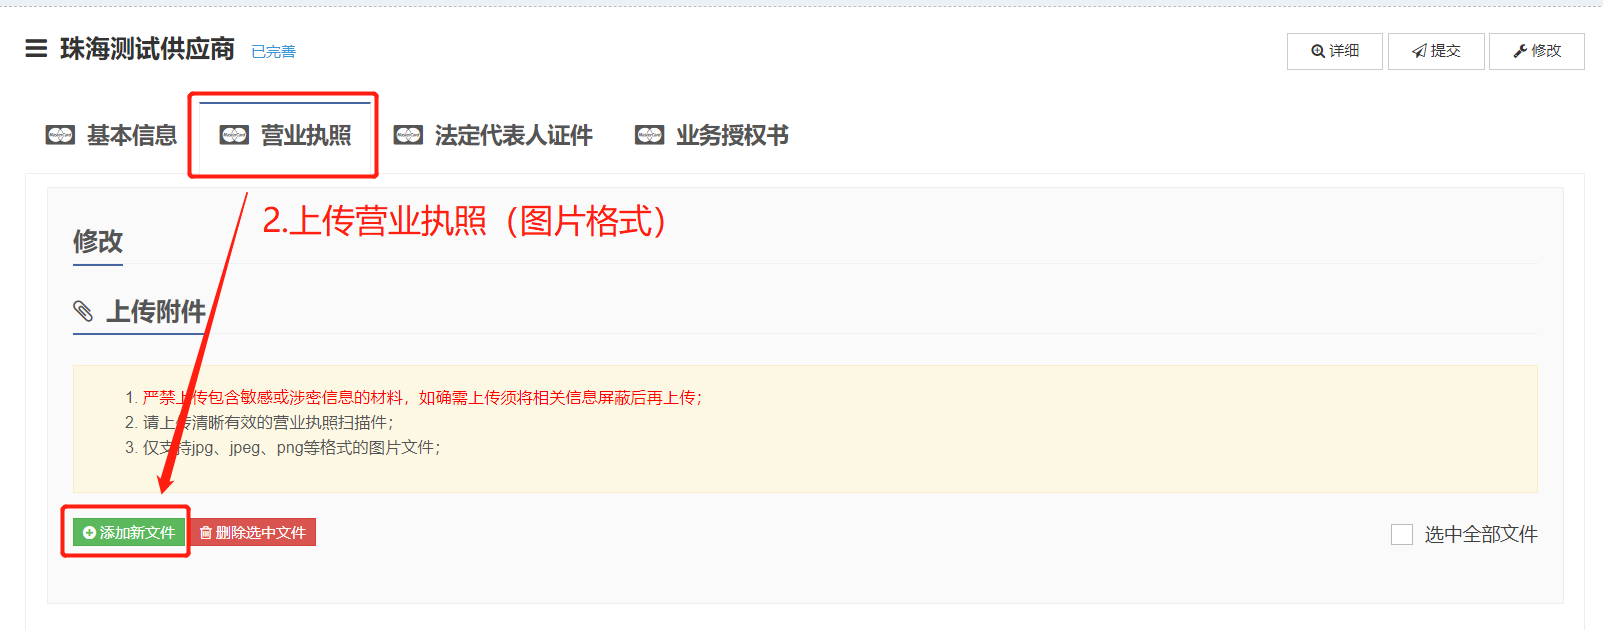 珠海测试供应商 已完善
详细 提交 修改
基本信息 营业执照 法定代表人证件 业务授权书
2.上传营业执照（图片格式）
修改
上传附件
1. 严禁上传包含敏感或涉密信息的材料，如确需上传须将相关信息屏蔽后再上传；
2. 请上传清晰有效的营业执照扫描件；
3. 仅支持jpg、jpeg、png等格式的图片文件；
添加新文件 删除选中文件 选中全部文件